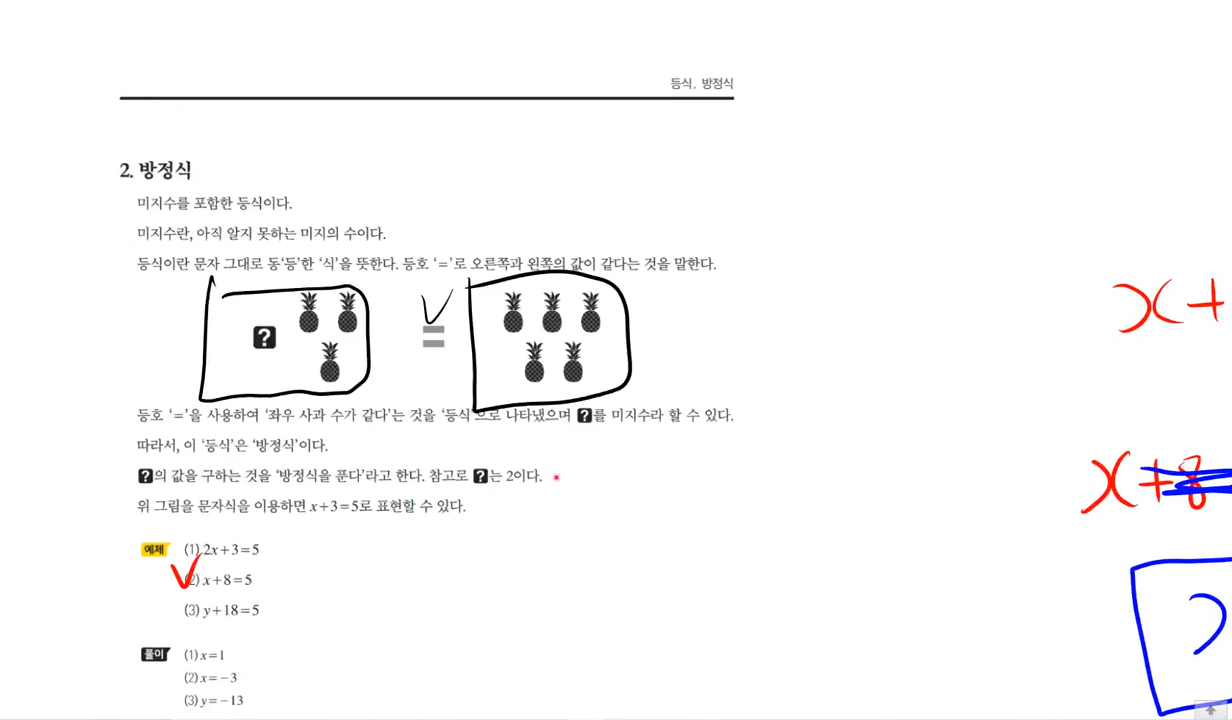 등식, 방정식
2. 방정식
미지수를 포함한 등식이다.
미지수란, 아직 알지 못하는 미지의 수이다.
등식이란 문자 그대로 동‘등’한 ‘식’을 뜻한다. 등호 ‘=’로 오른쪽과 왼쪽의 값이 같다는 것을 말한다.
? =
등호 ‘=’을 사용하여 ‘좌우 사과 수가 같다’는 것을 ‘등식’으로 나타냈으며 ?를 미지수라 할 수 있다.
따라서, 이 ‘등식’은 ‘방정식’이다.
?의 값을 구하는 것을 ‘방정식을 푼다’라고 한다. 참고로 ?는 2이다.
위 그림을 문자식을 이용하면 x+3=5로 표현할 수 있다.
예제 (1) 2x+3=5
(2) x+8=5
(3) y+18=5
풀이 (1) x=1
(2) x=-3
(3) y=-13
x+
x+8